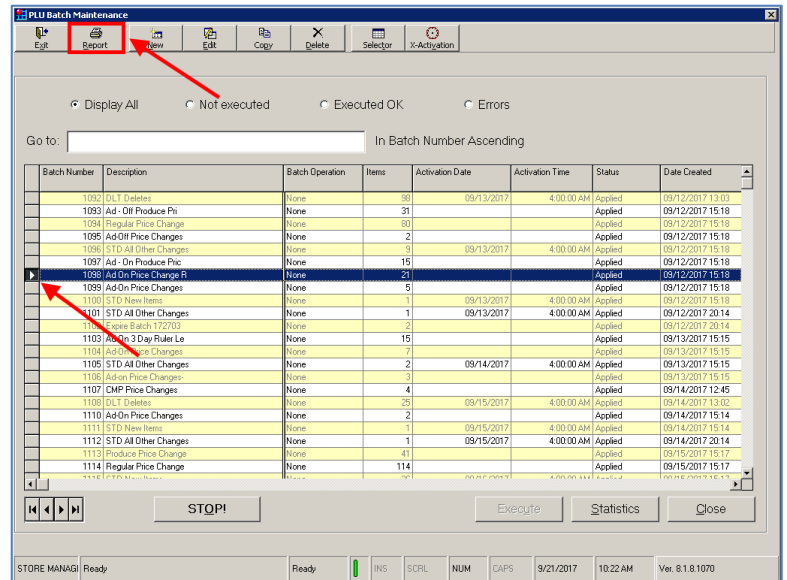 PLU Batch Maintenance
Exit Report New Edit Copy Delete Selector X-Activation
Display All Not executed Executed OK Errors
Go to: In Batch Number Ascending
Batch Number Description Batch Operation Items Activation Date Activation Time Status Date Created
1092 DLT Deletes None 98 09/13/2017 4:00:00 AM Applied 09/12/2017 13:03
1093 Ad - Off Produce Pri None 31 Applied 09/12/2017 15:18
1094 Regular Price Change None 80 Applied 09/12/2017 15:18
1095 Ad-Off Price Changes None 2 Applied 09/12/2017 15:18
1096 STD All Other Changes None 9 09/13/2017 4:00:00 AM Applied 09/12/2017 15:18
1097 Ad - On Produce Pric None 15 Applied 09/12/2017 15:18
1098 Ad On Price Change R None 21 Applied 09/12/2017 15:18
1099 Ad-On Price Changes None 5 Applied 09/12/2017 15:18
1100 STD New Items None 1 09/13/2017 4:00:00 AM Applied 09/12/2017 15:18
1101 STD All Other Changes None 1 09/13/2017 4:00:00 AM Applied 09/12/2017 20:14
Expire Batch 172703 None 2 Applied 09/12/2017 20:14
1103 Ad On 3 Day Ruler Le None 15 Applied 09/13/2017 15:15
1104 Ad-On Price Changes None 7 Applied 09/13/2017 15:15
1105 STD All Other Changes None 2 09/14/2017 4:00:00 AM Applied 09/13/2017 15:15
1106 Ad-on Price Changes- None 3 Applied 09/13/2017 15:15
1107 CMP Price Changes None 4 Applied 09/14/2017 12:45
1108 DLT Deletes None 25 09/15/2017 4:00:00 AM Applied 09/14/2017 13:02
1110 Ad-On Price Changes None 2 Applied 09/14/2017 15:14
1111 STD New Items None 1 09/15/2017 4:00:00 AM Applied 09/14/2017 15:14
1112 STD All Other Changes None 1 09/15/2017 4:00:00 AM Applied 09/14/2017 20:14
1113 Produce Price Change None 41 Applied 09/15/2017 15:17
1114 Regular Price Change None 114 Applied 09/15/2017 15:17
STOP! Execute Statistics Close
STORE MANAGI Ready Ready INS SCRL NUM CAPS 9/21/2017 10:22 AM Ver. 8.1.8.1070